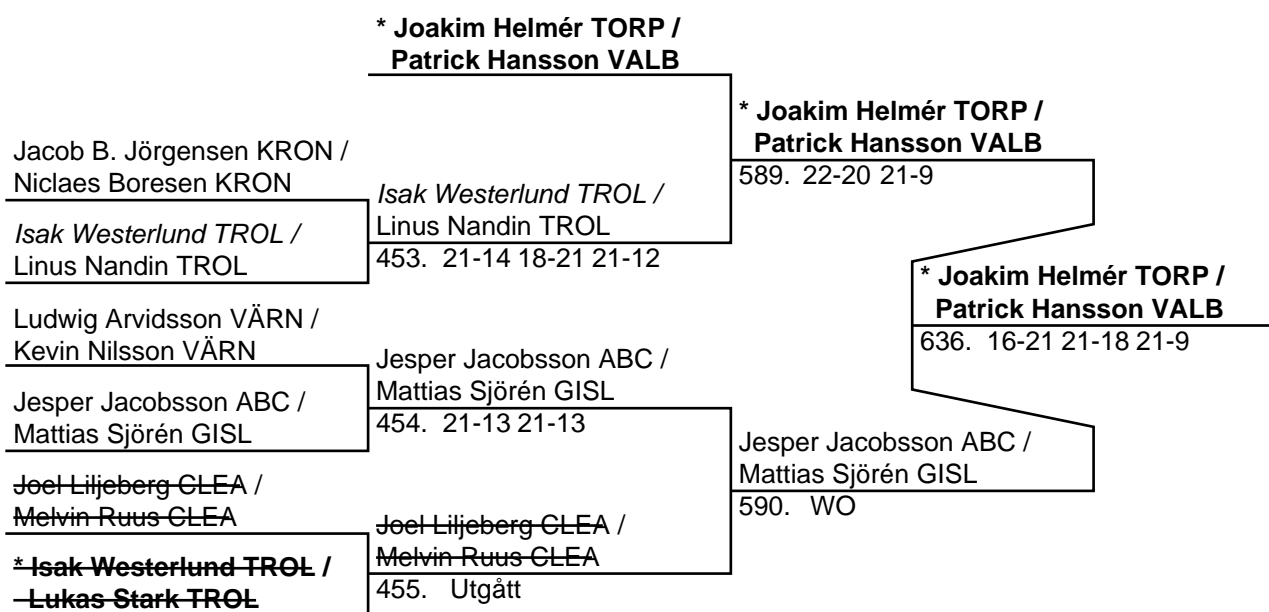 * Joakim Helmér TORP /
Patrick Hansson VALB
* Joakim Helmér TORP /
Patrick Hansson VALB
589. 22-20 21-9
Jacob B. Jörgensen KRON /
Niclaes Boresen KRON
Isak Westerlund TROL /
Linus Nandin TROL
453. 21-14 18-21 21-12
Isak Westerlund TROL /
Linus Nandin TROL
* Joakim Helmér TORP /
Patrick Hansson VALB
636. 16-21 21-18 21-9
Ludwig Arvidsson VÄRN /
Kevin Nilsson VÄRN
Jesper Jacobsson ABC /
Mattias Sjörén GISL
454. 21-13 21-13
Jesper Jacobsson ABC /
Mattias Sjörén GISL
Jesper Jacobsson ABC /
Mattias Sjörén GISL
590. WO
Joel Liljeberg CLEA /
Melvin Ruus CLEA
Joel Liljeberg CLEA /
Melvin Ruus CLEA
455. Utgått
* Isak Westerlund TROL /
Lukas Stark TROL